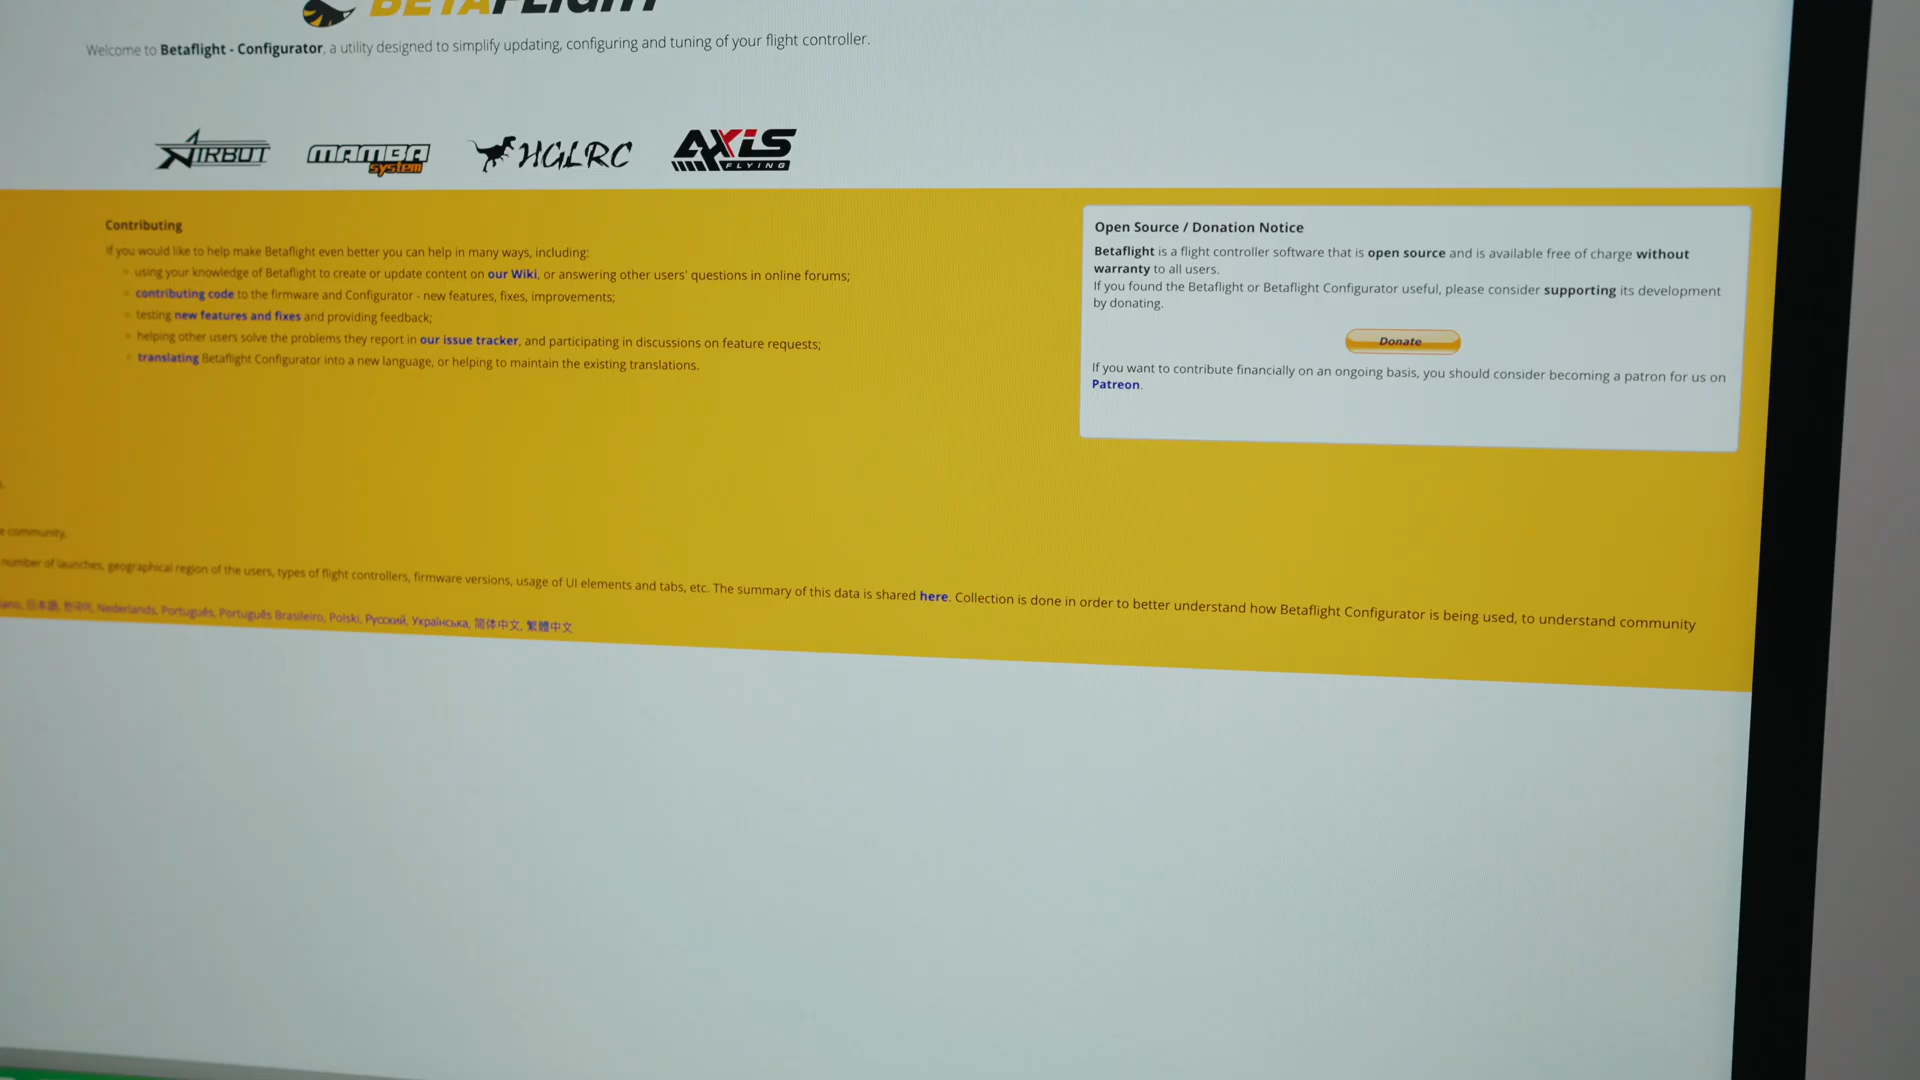 BETAFLIGHT
Welcome to Betaflight - Configurator, a utility designed to simplify updating, configuring and tuning of your flight controller.
AIRBOT
MAMBA
system
HGLRC
AXIS
FLYING
Contributing
If you would like to help make Betaflight even better you can help in many ways, including:
using your knowledge of Betaflight to create or update content on our Wiki, or answering other users' questions in online forums;
contributing code to the firmware and Configurator - new features, fixes, improvements;
testing new features and fixes and providing feedback;
helping other users solve the problems they report in our issue tracker, and participating in discussions on feature requests;
translating Betaflight Configurator into a new language, or helping to maintain the existing translations.
Open Source / Donation Notice
Betaflight is a flight controller software that is open source and is available free of charge without
warranty to all users.
If you found the Betaflight or Betaflight Configurator useful, please consider supporting its development
by donating.
Donate
If you want to contribute financially on an ongoing basis, you should consider becoming a patron for us on
Patreon.
community.
number of launches, geographical region of the users, types of flight controllers, firmware versions, usage of UI elements and tabs, etc. The summary of this data is shared here. Collection is done in order to better understand how Betaflight Configurator is being used, to understand community
日本語, 한국어, Nederlands, Português, Português Brasileiro, Polski, Русский, Українська, 简体中文, 繁體中文